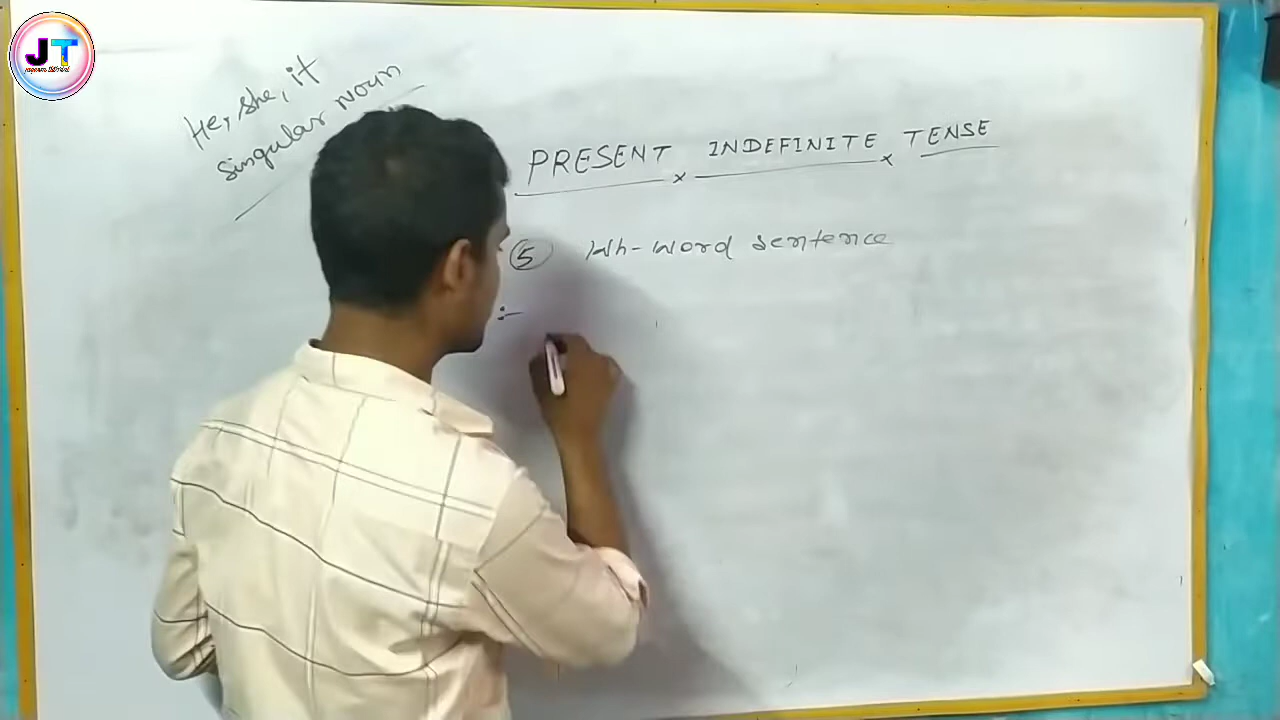 JT
He, she, it
singular noun
PRESENT INDEFINITE TENSE
5 Wh-word sentence
:-